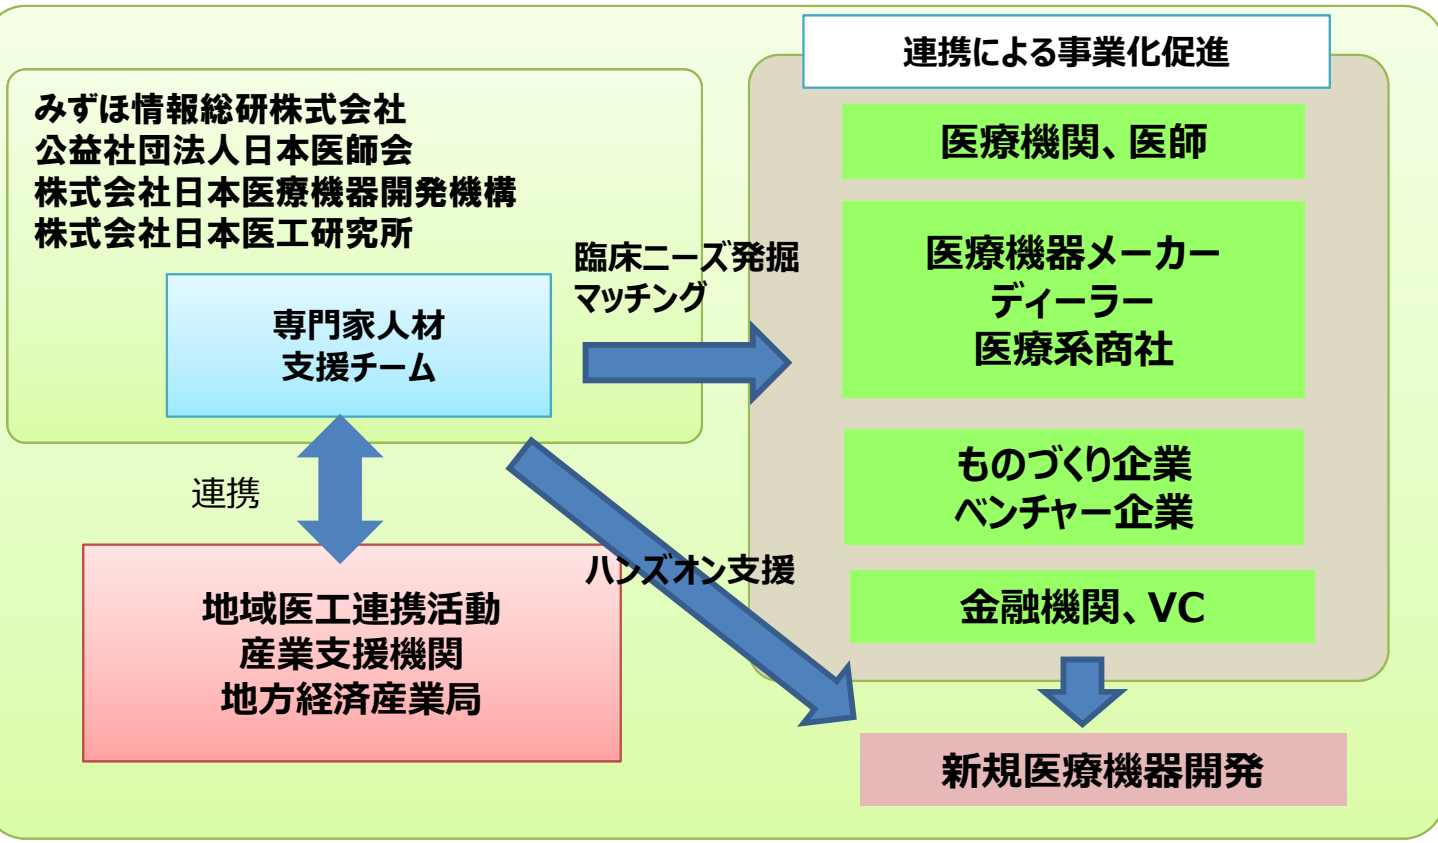 みずほ情報総研株式会社
公益社団法人日本医師会
株式会社日本医療機器開発機構
株式会社日本医工研究所
専門家人材
支援チーム
連携
地域医工連携活動
産業支援機関
地方経済産業局
臨床ニーズ発掘
マッチング
ハンズオン支援
連携による事業化促進
医療機関、医師
医療機器メーカー
ディーラー
医療系商社
ものづくり企業
ベンチャー企業
金融機関、VC
新規医療機器開発